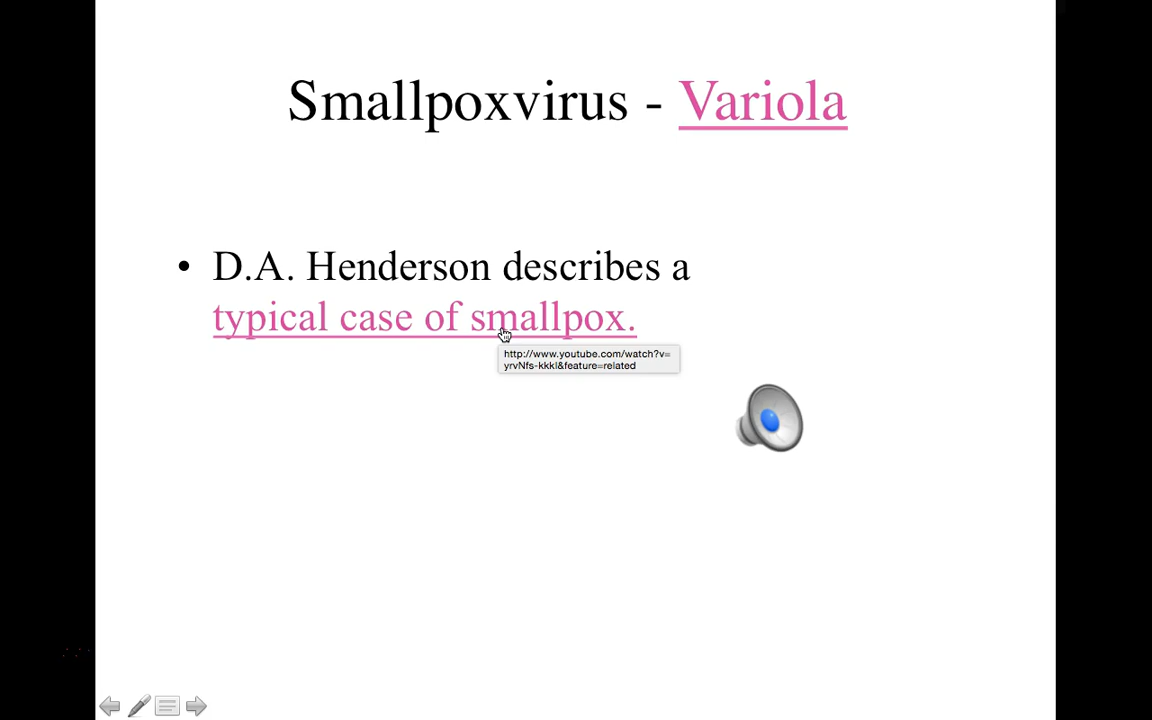 Smallpoxvirus - Variola
• D.A. Henderson describes a
typical case of smallpox.
http://www.youtube.com/watch?v=
yrvNfs-kkkI&feature=related